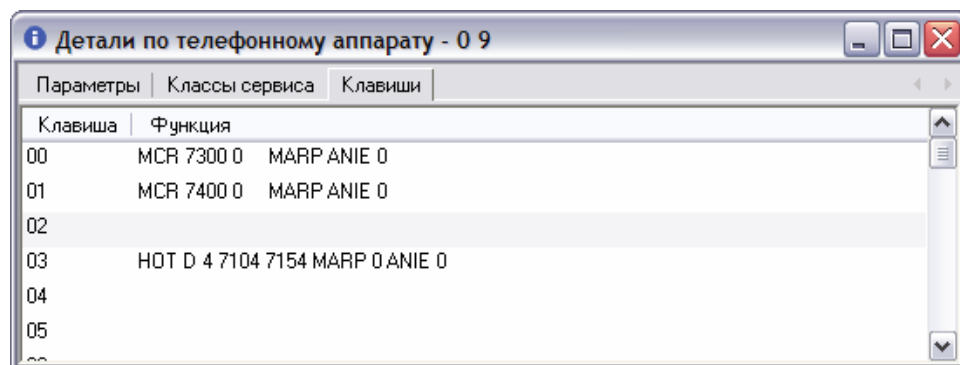 Детали по телефонному аппарату - 0 9
Параметры Классы сервиса Клавиши
Клавиша Функция
00 MCR 7300 0 MARP ANIE 0
01 MCR 7400 0 MARP ANIE 0
02
03 HOT D 4 7104 7154 MARP 0 ANIE 0
04
05